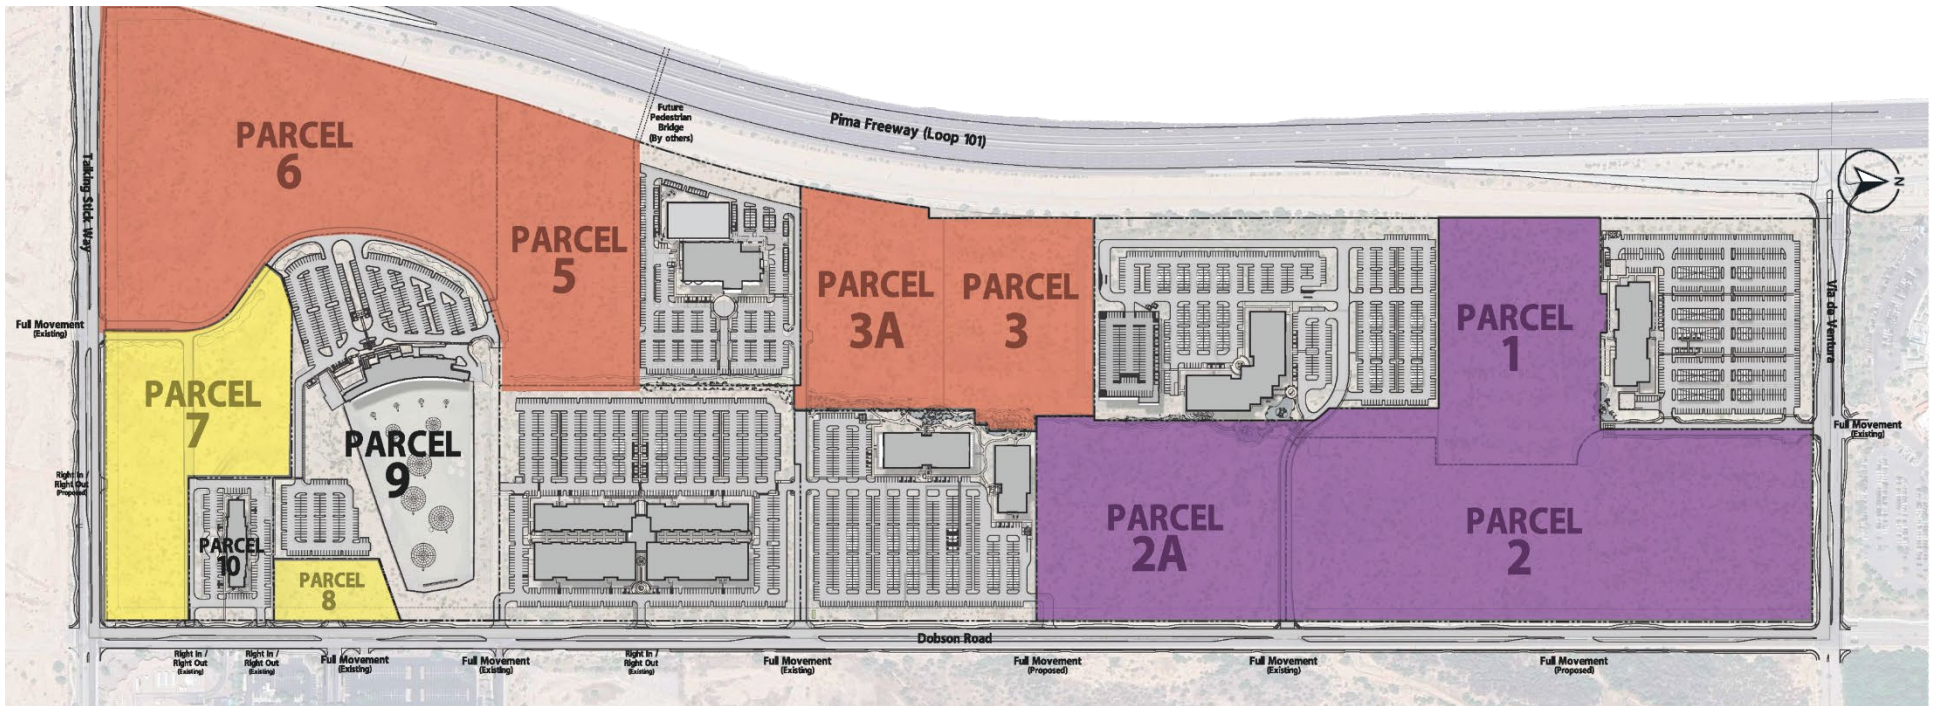 Future
Pedestrian
Bridge
(By others)
Pima Freeway (Loop 101)
PARCEL
6
Talking Stick Way
N
PARCEL
5
PARCEL
3A
PARCEL
3
PARCEL
1
Via de Ventura
Full Movement
(Existing)
PARCEL
7
PARCEL
9
Full Movement
(Existing)
Right In /
Right Out
(Proposed)
PARCEL
10
PARCEL
8
PARCEL
2A
PARCEL
2
Dobson Road
Right In /
Right Out
(Existing)
Right In /
Right Out
(Existing)
Full Movement
(Existing)
Full Movement
(Existing)
Right In /
Right Out
(Existing)
Full Movement
(Existing)
Full Movement
(Proposed)
Full Movement
(Existing)
Full Movement
(Proposed)